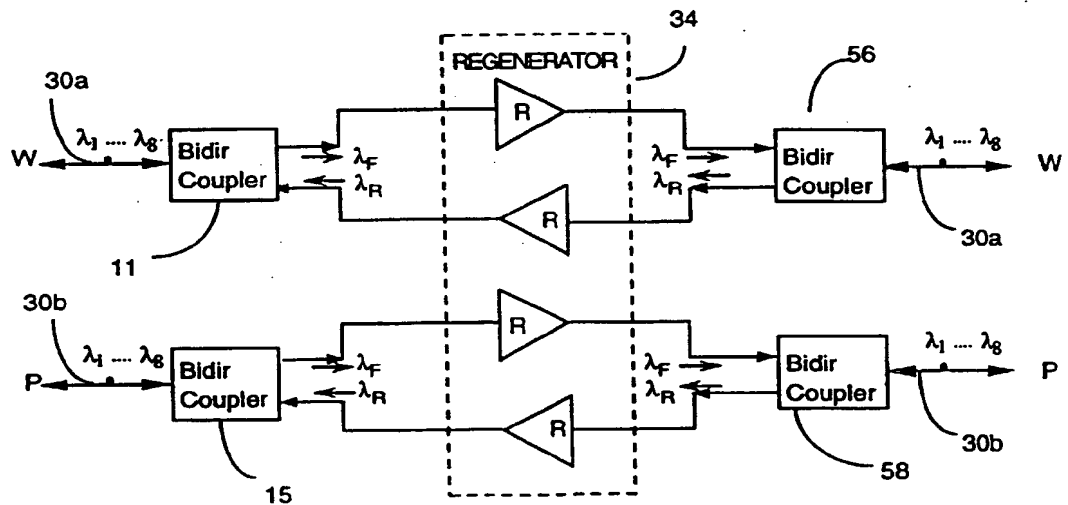 34
REGENERATOR
56
30a
λ1 .... λ8
R
λ1 .... λ8
W
Bidir
Coupler
λF
λR
λF
λR
Bidir
Coupler
W
R
30a
11
30b
λ1 .... λ8
R
λ1 .... λ8
P
Bidir
Coupler
λF
λR
λF
λR
Bidir
Coupler
P
R
30b
15
58